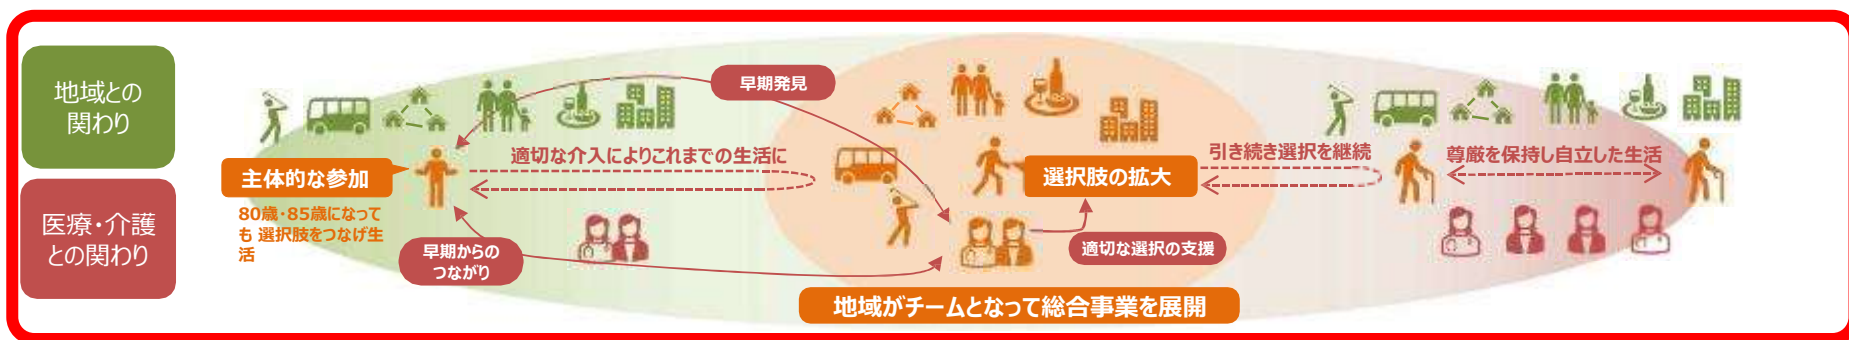 地域との
関わり
医療・介護
との関わり
主体的な参加
80歳・85歳になって
も 選択肢をつなげ生
活
早期発見
適切な介入によりこれまでの生活に
早期からの
つながり
選択肢の拡大
適切な選択の支援
地域がチームとなって総合事業を展開
引き続き選択を継続
尊厳を保持し自立した生活